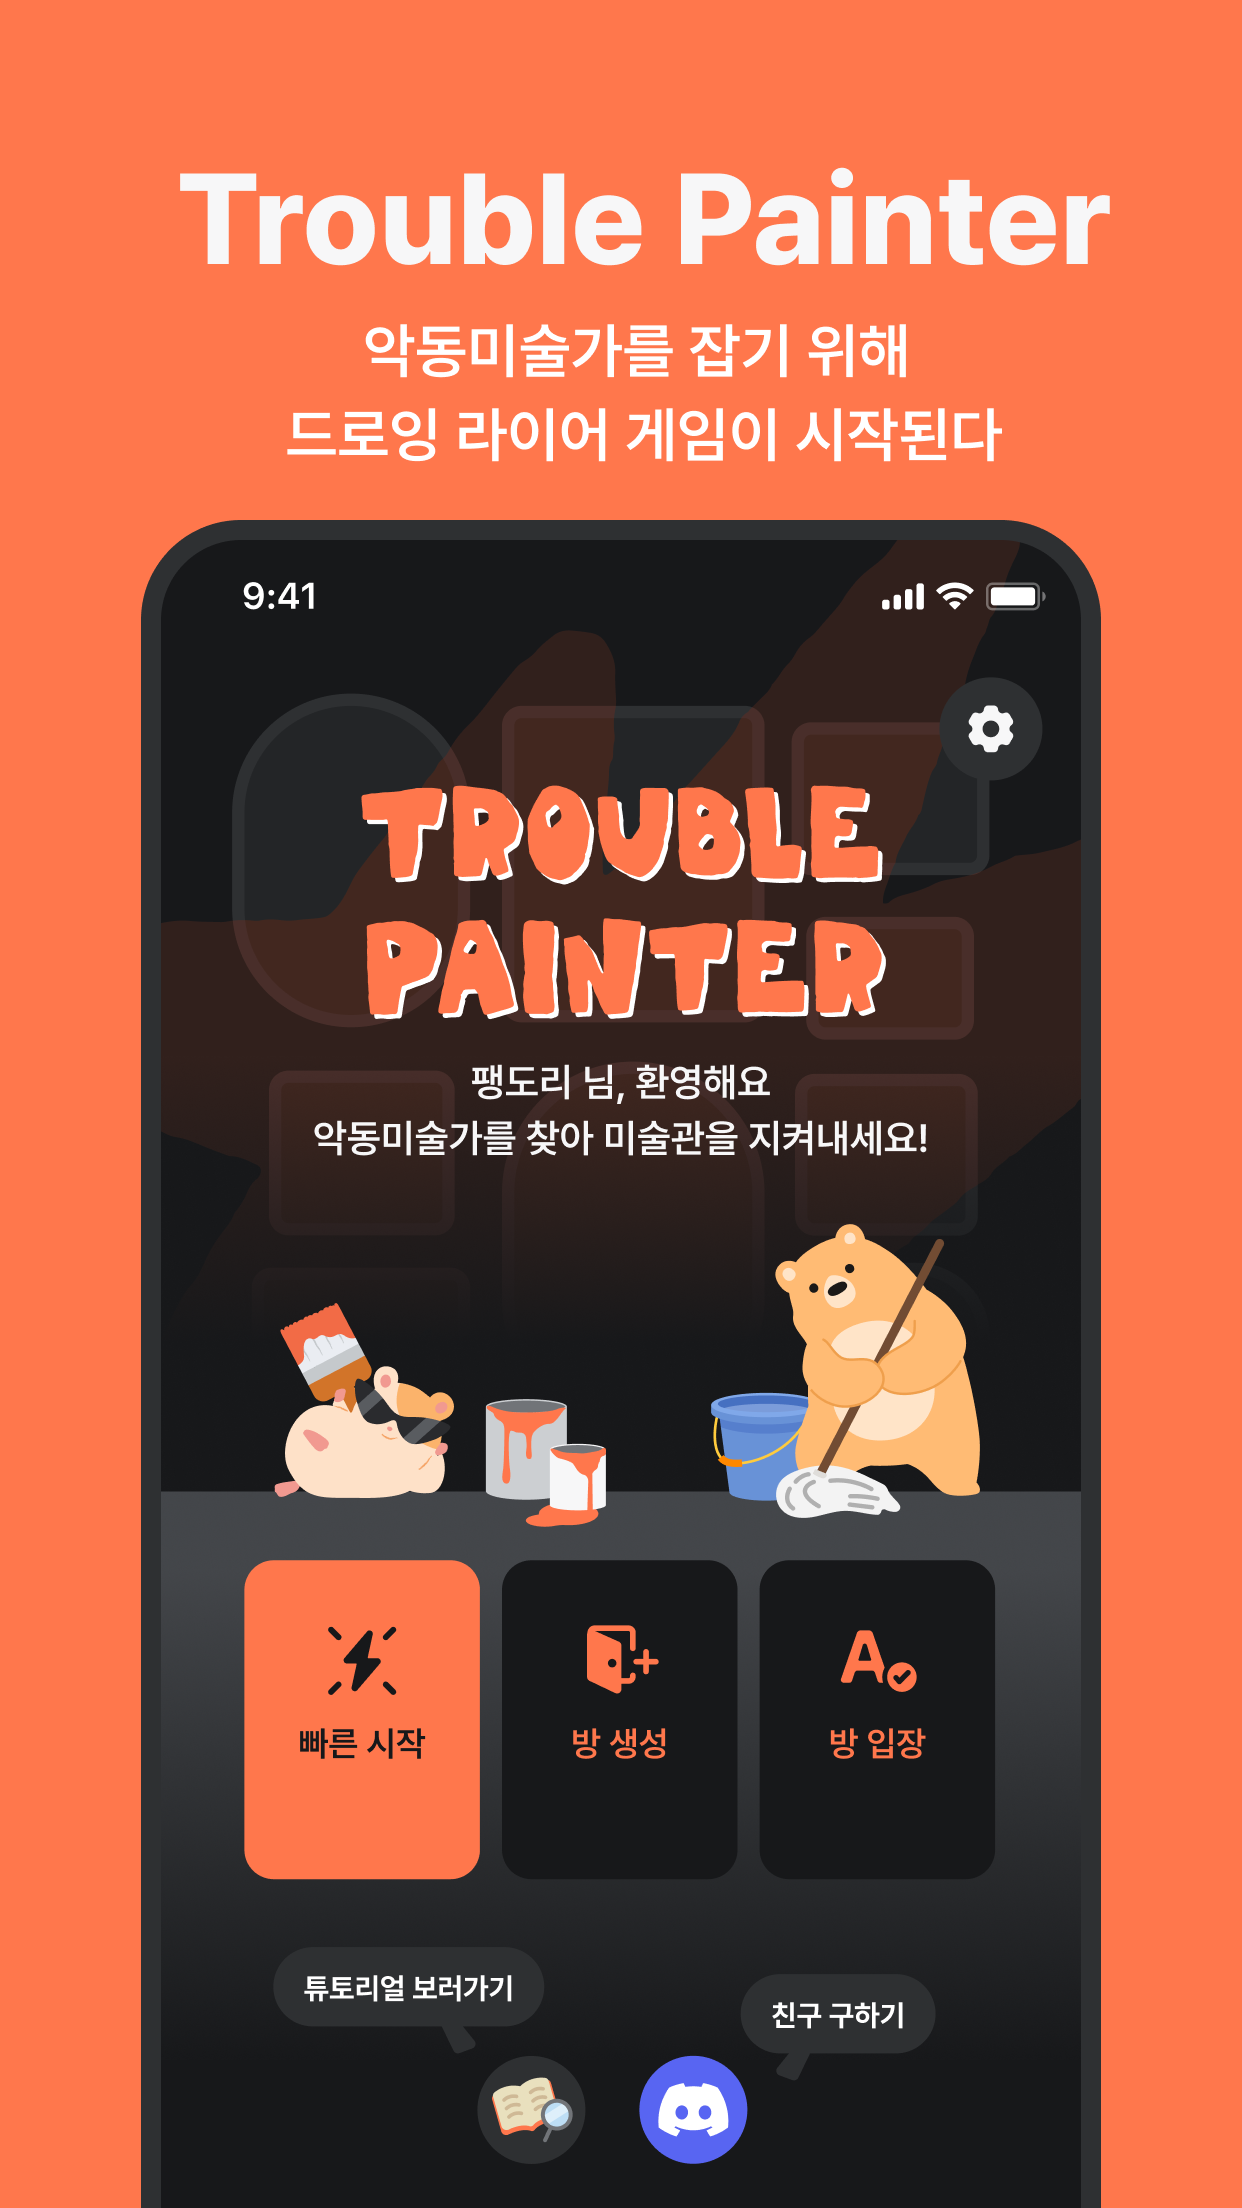 Trouble Painter
악동미술가를 잡기 위해
드로잉 라이어 게임이 시작된다
9:41
TROUBLE
PAINTER
팽도리 님, 환영해요
악동미술가를 찾아 미술관을 지켜내세요!
빠른 시작
방 생성
A
방 입장
튜토리얼 보러가기
친구 구하기